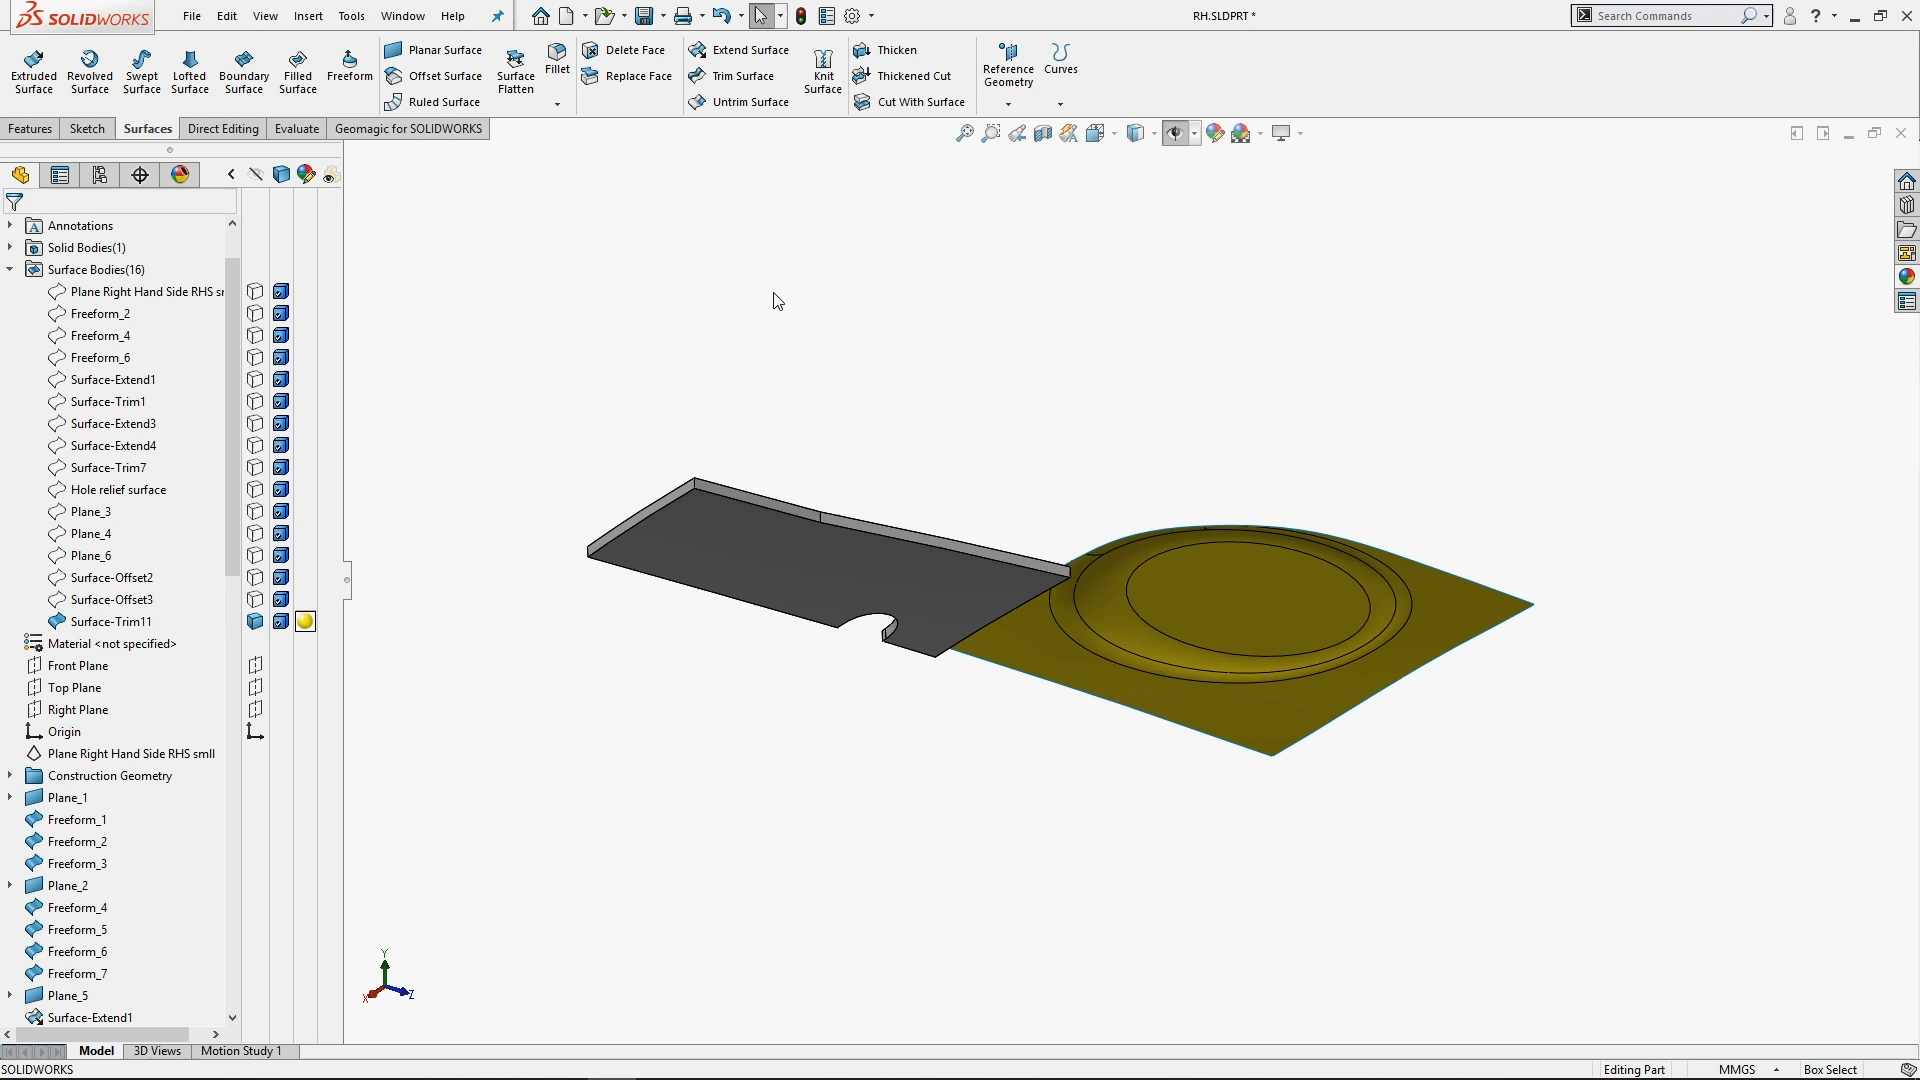 SOLIDWORKS File Edit View Insert Tools Window Help RH.SLDPRT * Search Commands ?
Extruded Surface Revolved Surface Swept Surface Lofted Surface Boundary Surface Filled Surface Freeform
Planar Surface
Offset Surface
Ruled Surface
Surface Flatten
Fillet
Delete Face
Replace Face
Extend Surface
Trim Surface
Untrim Surface
Knit Surface
Thicken
Thickened Cut
Cut With Surface
Reference Geometry
Curves
Features Sketch Surfaces Direct Editing Evaluate Geomagic for SOLIDWORKS
Annotations
Solid Bodies(1)
Surface Bodies(16)
Plane Right Hand Side RHS sr
Freeform_2
Freeform_4
Freeform_6
Surface-Extend1
Surface-Trim1
Surface-Extend3
Surface-Extend4
Surface-Trim7
Hole relief surface
Plane_3
Plane_4
Plane_6
Surface-Offset2
Surface-Offset3
Surface-Trim11
Material <not specified>
Front Plane
Top Plane
Right Plane
Origin
Plane Right Hand Side RHS smll
Construction Geometry
Plane_1
Freeform_1
Freeform_2
Freeform_3
Plane_2
Freeform_4
Freeform_5
Freeform_6
Freeform_7
Plane_5
Surface-Extend1
Y
X Z
Model 3D Views Motion Study 1
SOLIDWORKS Editing Part MMGS Box Select